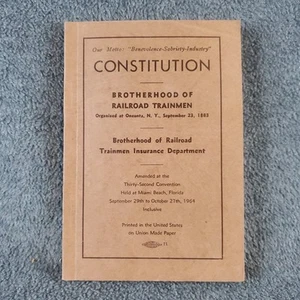 Our Motto: "Benevolence-Sobriety-Industry"
CONSTITUTION
BROTHERHOOD OF
RAILROAD TRAINMEN
Organized at Oneonta, N. Y., September 23, 1883
Brotherhood of Railroad
Trainmen Insurance Department
Amended at the
Thirty-Second Convention
Held at Miami Beach, Florida
September 29th to October 27th, 1964
Inclusive
Printed in the United States
on Union Made Paper